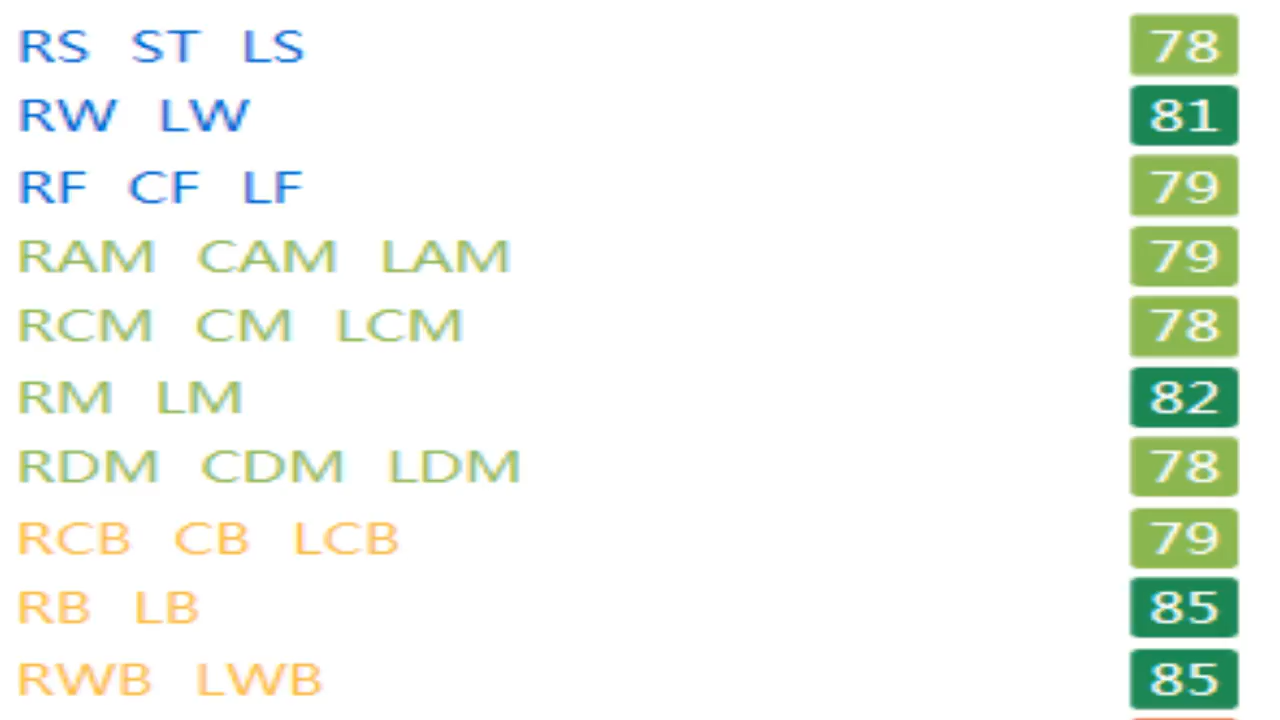 RS ST LS 78
RW LW 81
RF CF LF 79
RAM CAM LAM 79
RCM CM LCM 78
RM LM 82
RDM CDM LDM 78
RCB CB LCB 79
RB LB 85
RWB LWB 85